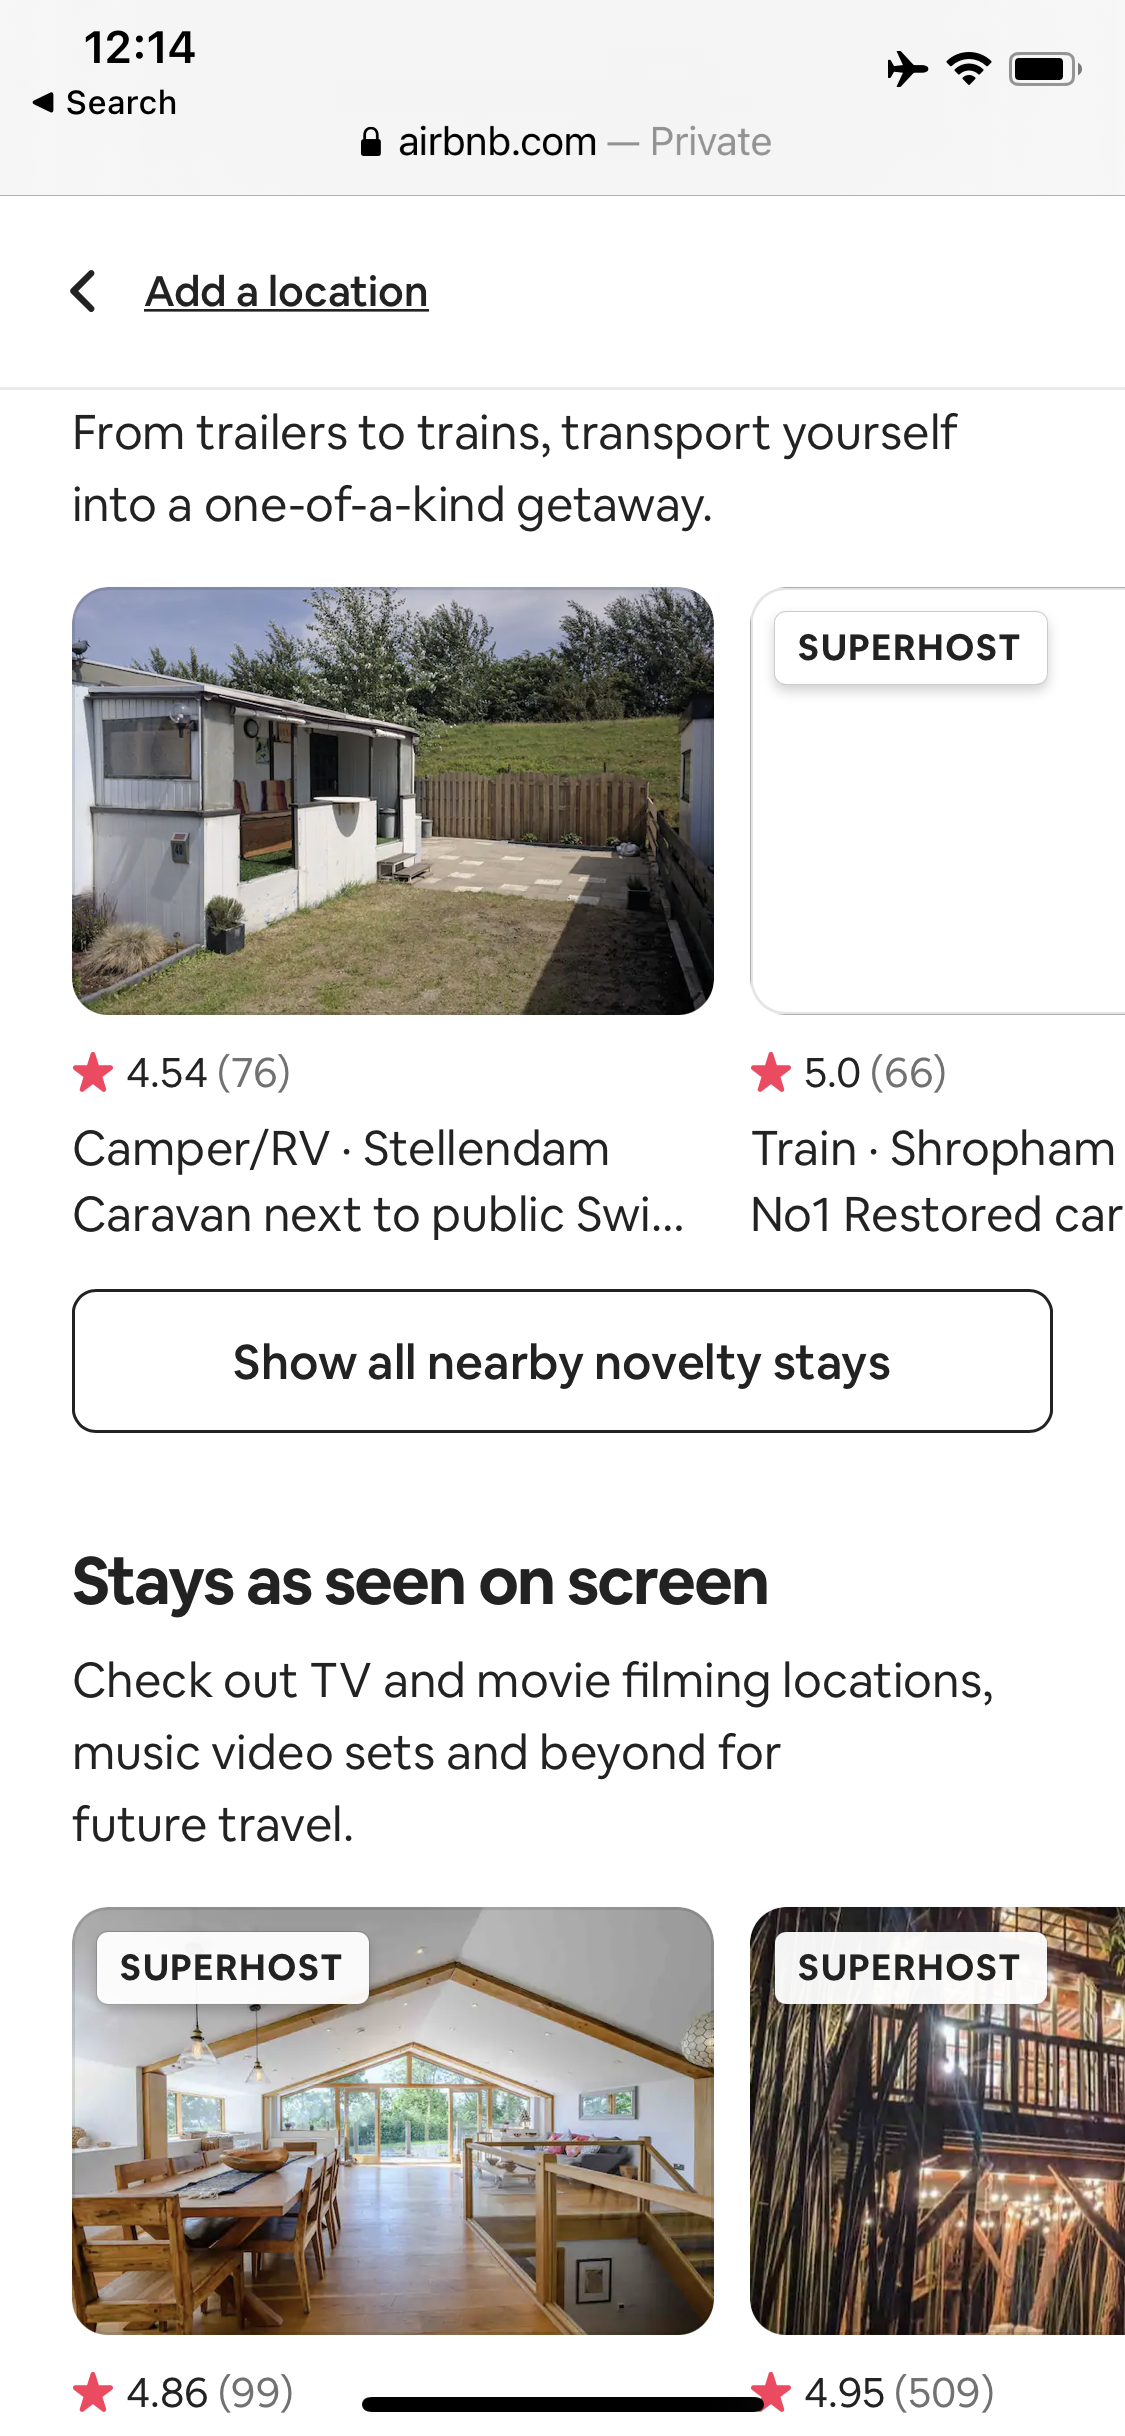 12:14
Search
airbnb.com — Private
Add a location
From trailers to trains, transport yourself
into a one-of-a-kind getaway.
SUPERHOST
4.54 (76)
5.0 (66)
Camper/RV · Stellendam
Train · Shropham
Caravan next to public Swi...
No1 Restored car
Show all nearby novelty stays
Stays as seen on screen
Check out TV and movie filming locations,
music video sets and beyond for
future travel.
SUPERHOST
SUPERHOST
4.86 (99)
4.95 (509)